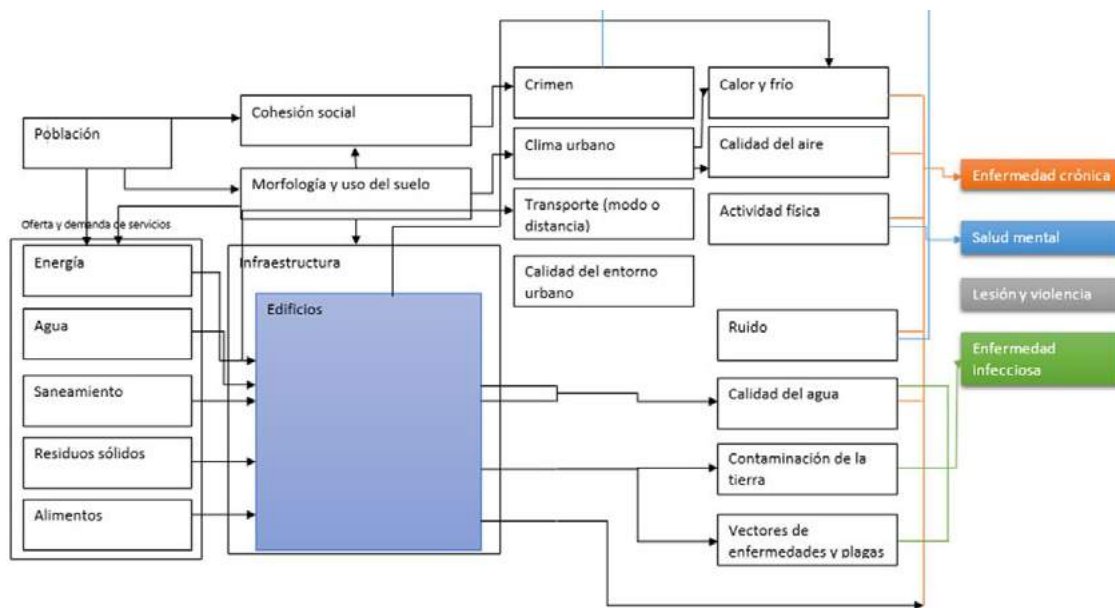 Población
Cohesión social
Morfología y uso del suelo
Oferta y demanda de servicios
Energía
Agua
Saneamiento
Residuos sólidos
Alimentos
Infraestructura
Edificios
Crimen
Clima urbano
Transporte (modo o
distancia)
Calidad del entorno
urbano
Calor y frío
Calidad del aire
Actividad física
Ruido
Calidad del agua
Contaminación de la
tierra
Vectores de
enfermedades y plagas
Enfermedad crónica
Salud mental
Lesión y violencia
Enfermedad
infecciosa